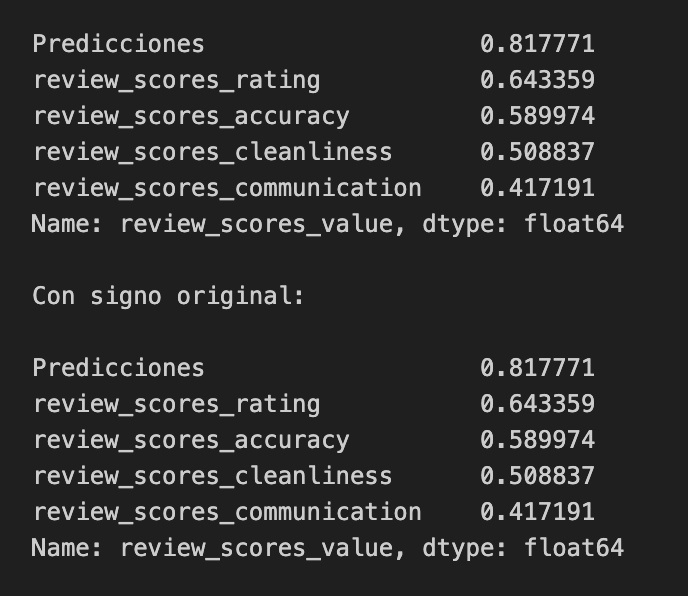 Predicciones 0.817771
review_scores_rating 0.643359
review_scores_accuracy 0.589974
review_scores_cleanliness 0.508837
review_scores_communication 0.417191
Name: review_scores_value, dtype: float64
Con signo original:
Predicciones 0.817771
review_scores_rating 0.643359
review_scores_accuracy 0.589974
review_scores_cleanliness 0.508837
review_scores_communication 0.417191
Name: review_scores_value, dtype: float64